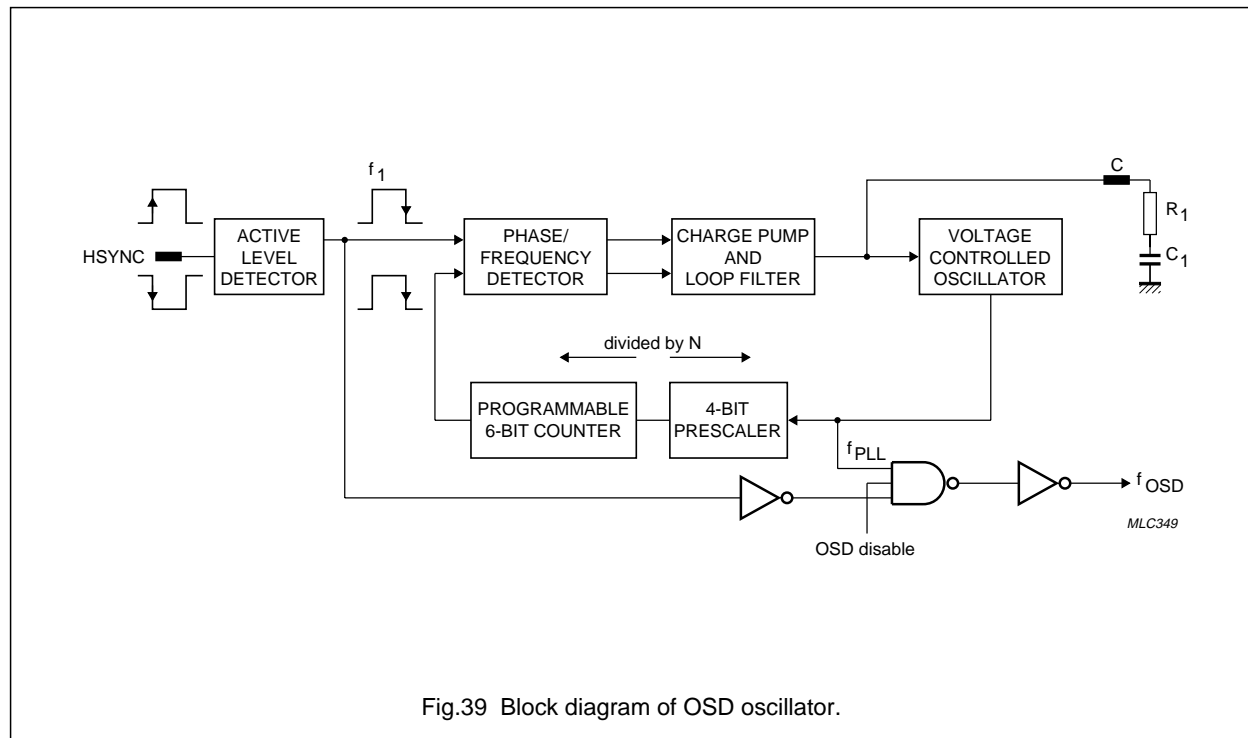 f1
C
R1
C1
HSYNC
ACTIVE
LEVEL
DETECTOR
PHASE/
FREQUENCY
DETECTOR
CHARGE PUMP
AND
LOOP FILTER
VOLTAGE
CONTROLLED
OSCILLATOR
divided by N
PROGRAMMABLE
6-BIT COUNTER
4-BIT
PRESCALER
fPLL
fOSD
MLC349
OSD disable
Fig.39 Block diagram of OSD oscillator.